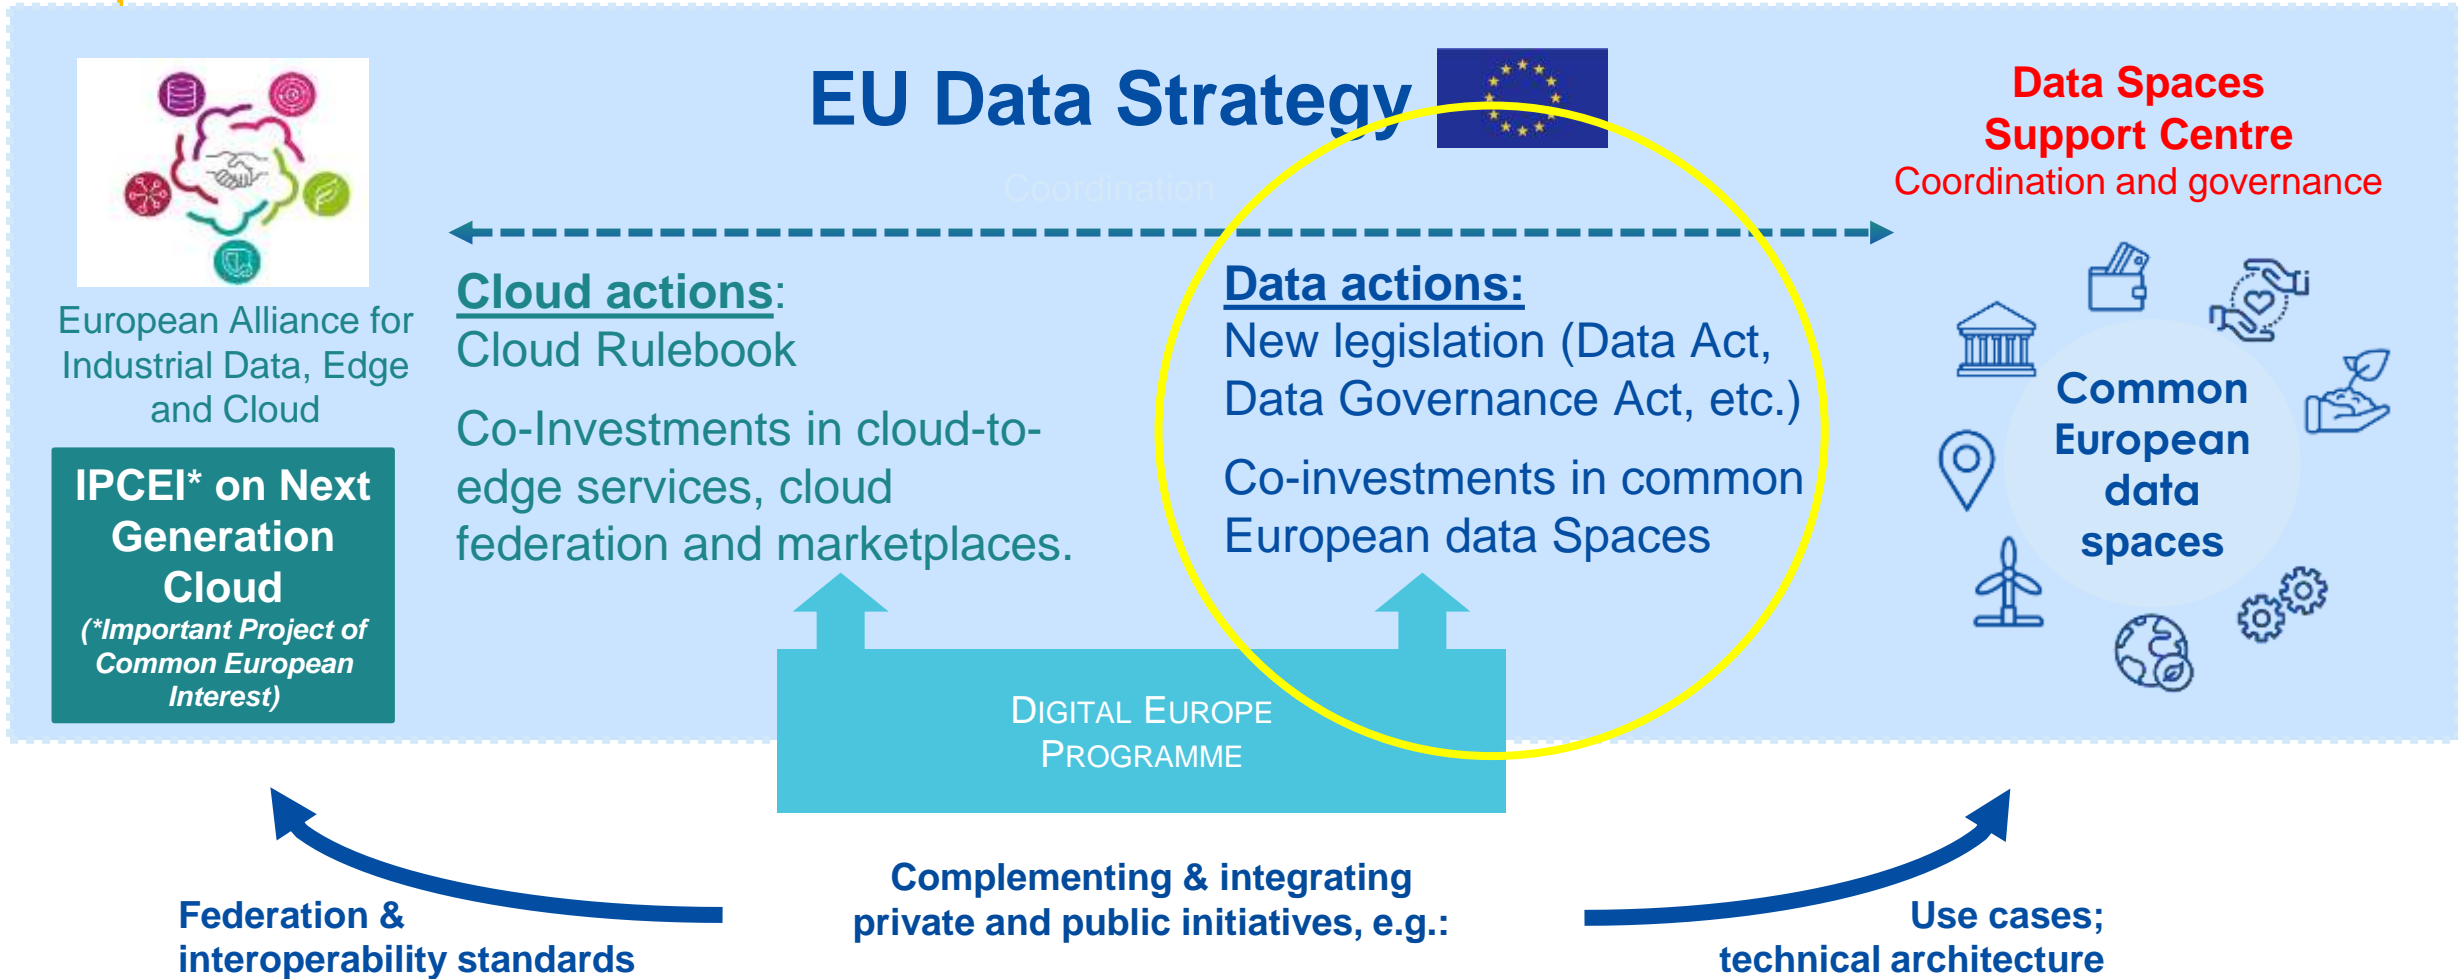 EU Data Strategy
Coordination
Data Spaces
Support Centre
Coordination and governance
European Alliance for
Industrial Data, Edge
and Cloud
IPCEI* on Next
Generation
Cloud
(*Important Project of
Common European
Interest)
Cloud actions:
Cloud Rulebook
Co-Investments in cloud-to-
edge services, cloud
federation and marketplaces.
Data actions:
New legislation (Data Act,
Data Governance Act, etc.)
Co-investments in common
European data Spaces
Common
European
data
spaces
DIGITAL EUROPE
PROGRAMME
Federation &
interoperability standards
Complementing & integrating
private and public initiatives, e.g.:
Use cases;
technical architecture